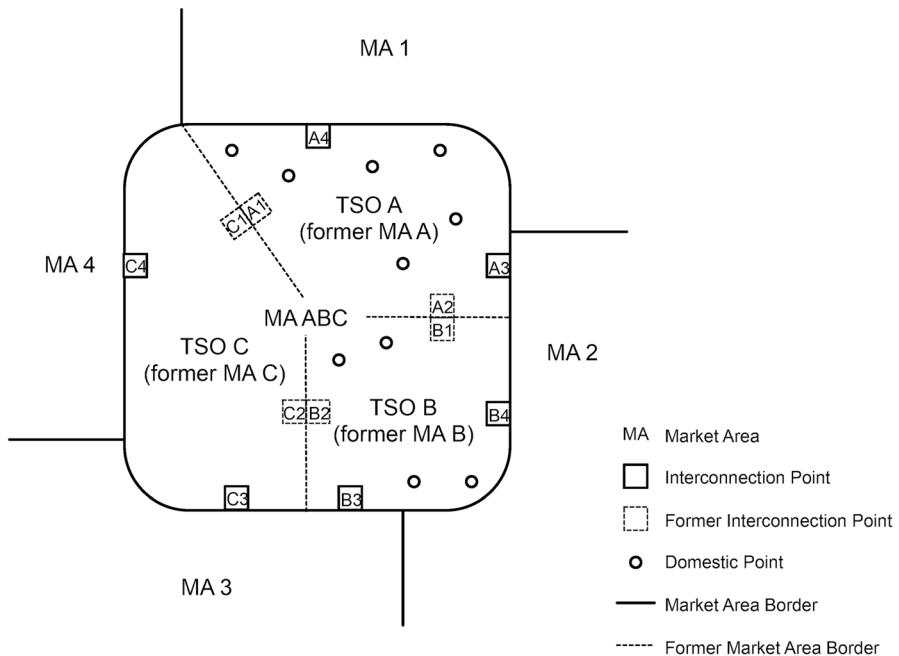 MA 1
A4
TSO A
(former MA A)
C1
A1
MA 4
C4
A3
A2
MA ABC
B1
TSO C
(former MA C)
MA 2
C2
B2
TSO B
(former MA B)
B4
C3
B3
MA 3
MA Market Area
Interconnection Point
Former Interconnection Point
Domestic Point
Market Area Border
Former Market Area Border